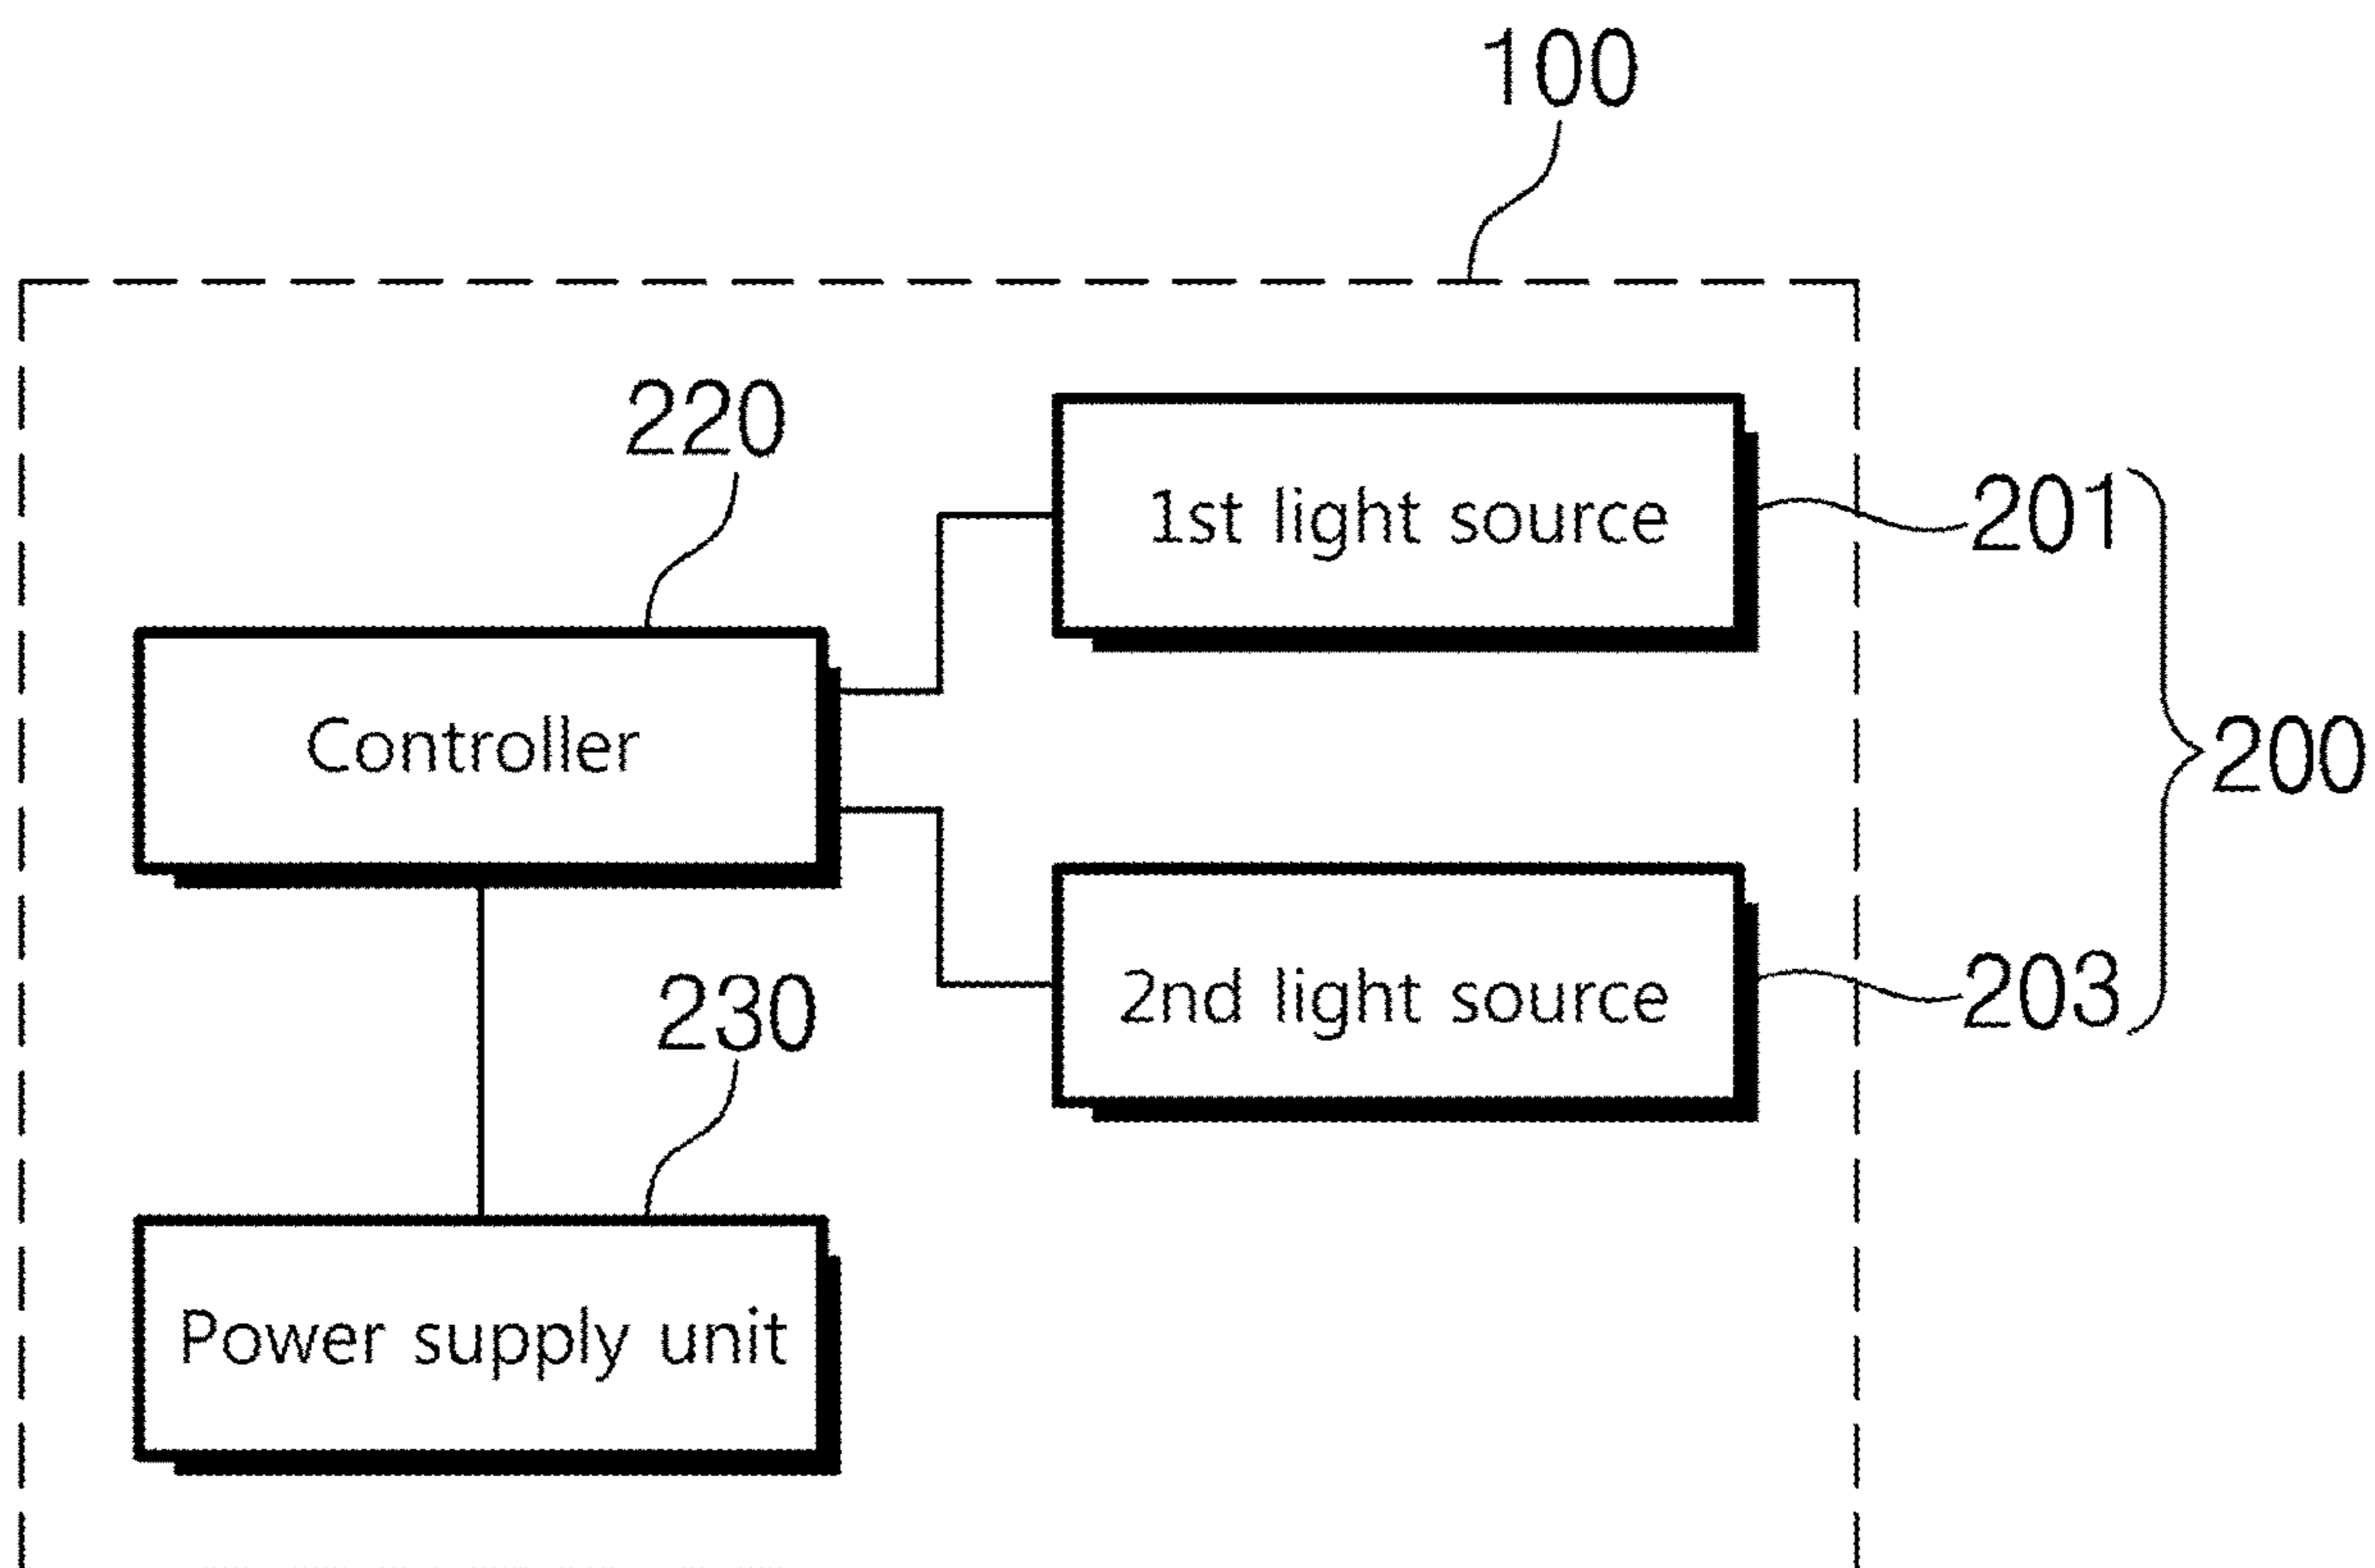 100
220
1st light source
201
Controller
200
2nd light source
203
230
Power supply unit